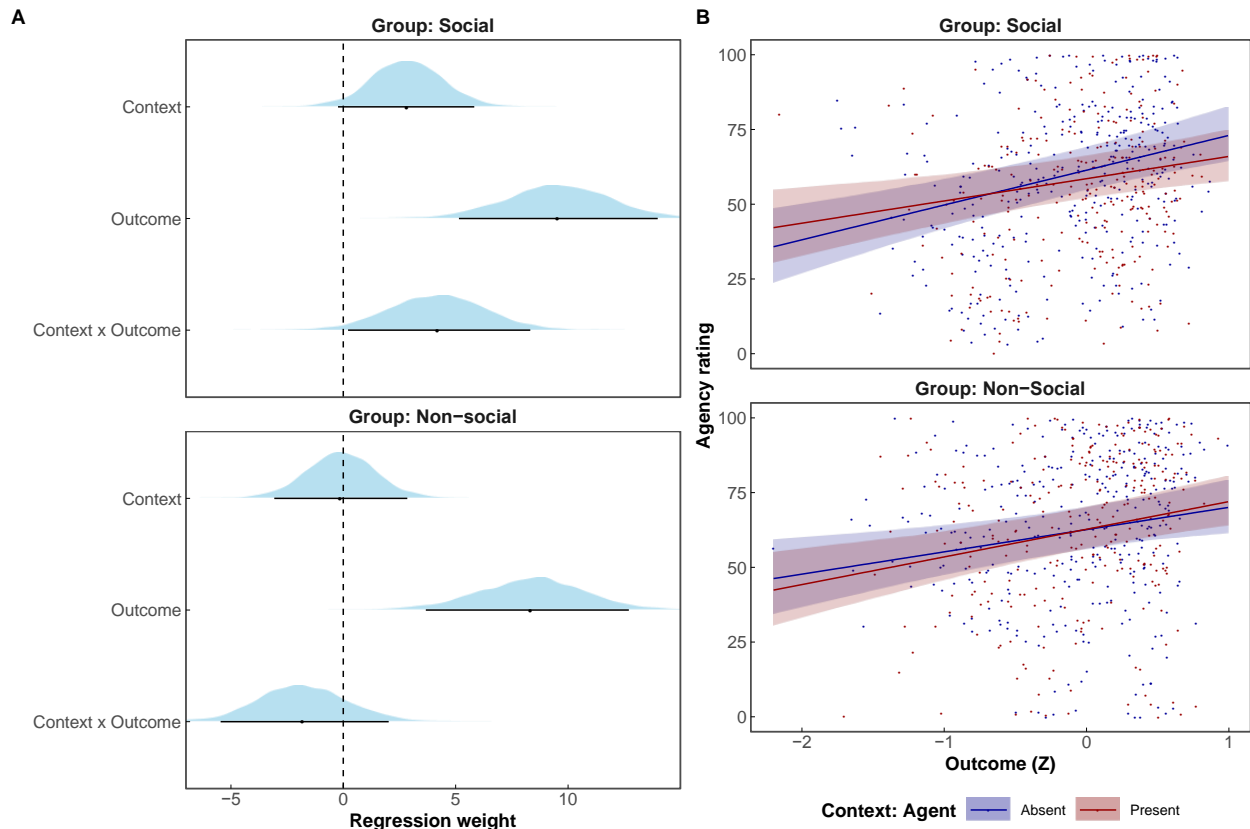 A
Group: Social
Context
Outcome
Context x Outcome
Group: Non−social
Context
Outcome
Context x Outcome
−5
0
5
10
Regression weight
B
Group: Social
100
75
50
25
0
Agency rating
Group: Non−Social
100
75
50
25
0
−2
−1
0
1
Outcome (Z)
Context: Agent
Absent
Present